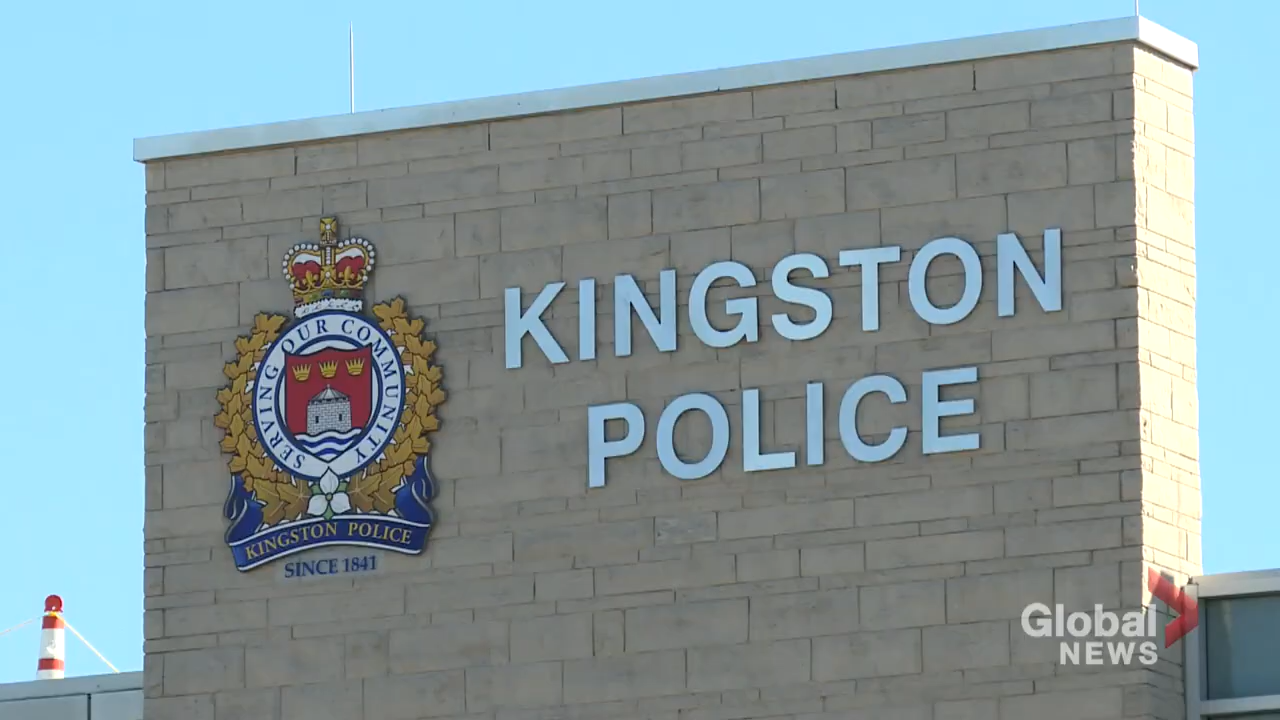 SERVING OUR COMMUNITY
KINGSTON POLICE
SINCE 1841
KINGSTON
POLICE
Global
NEWS